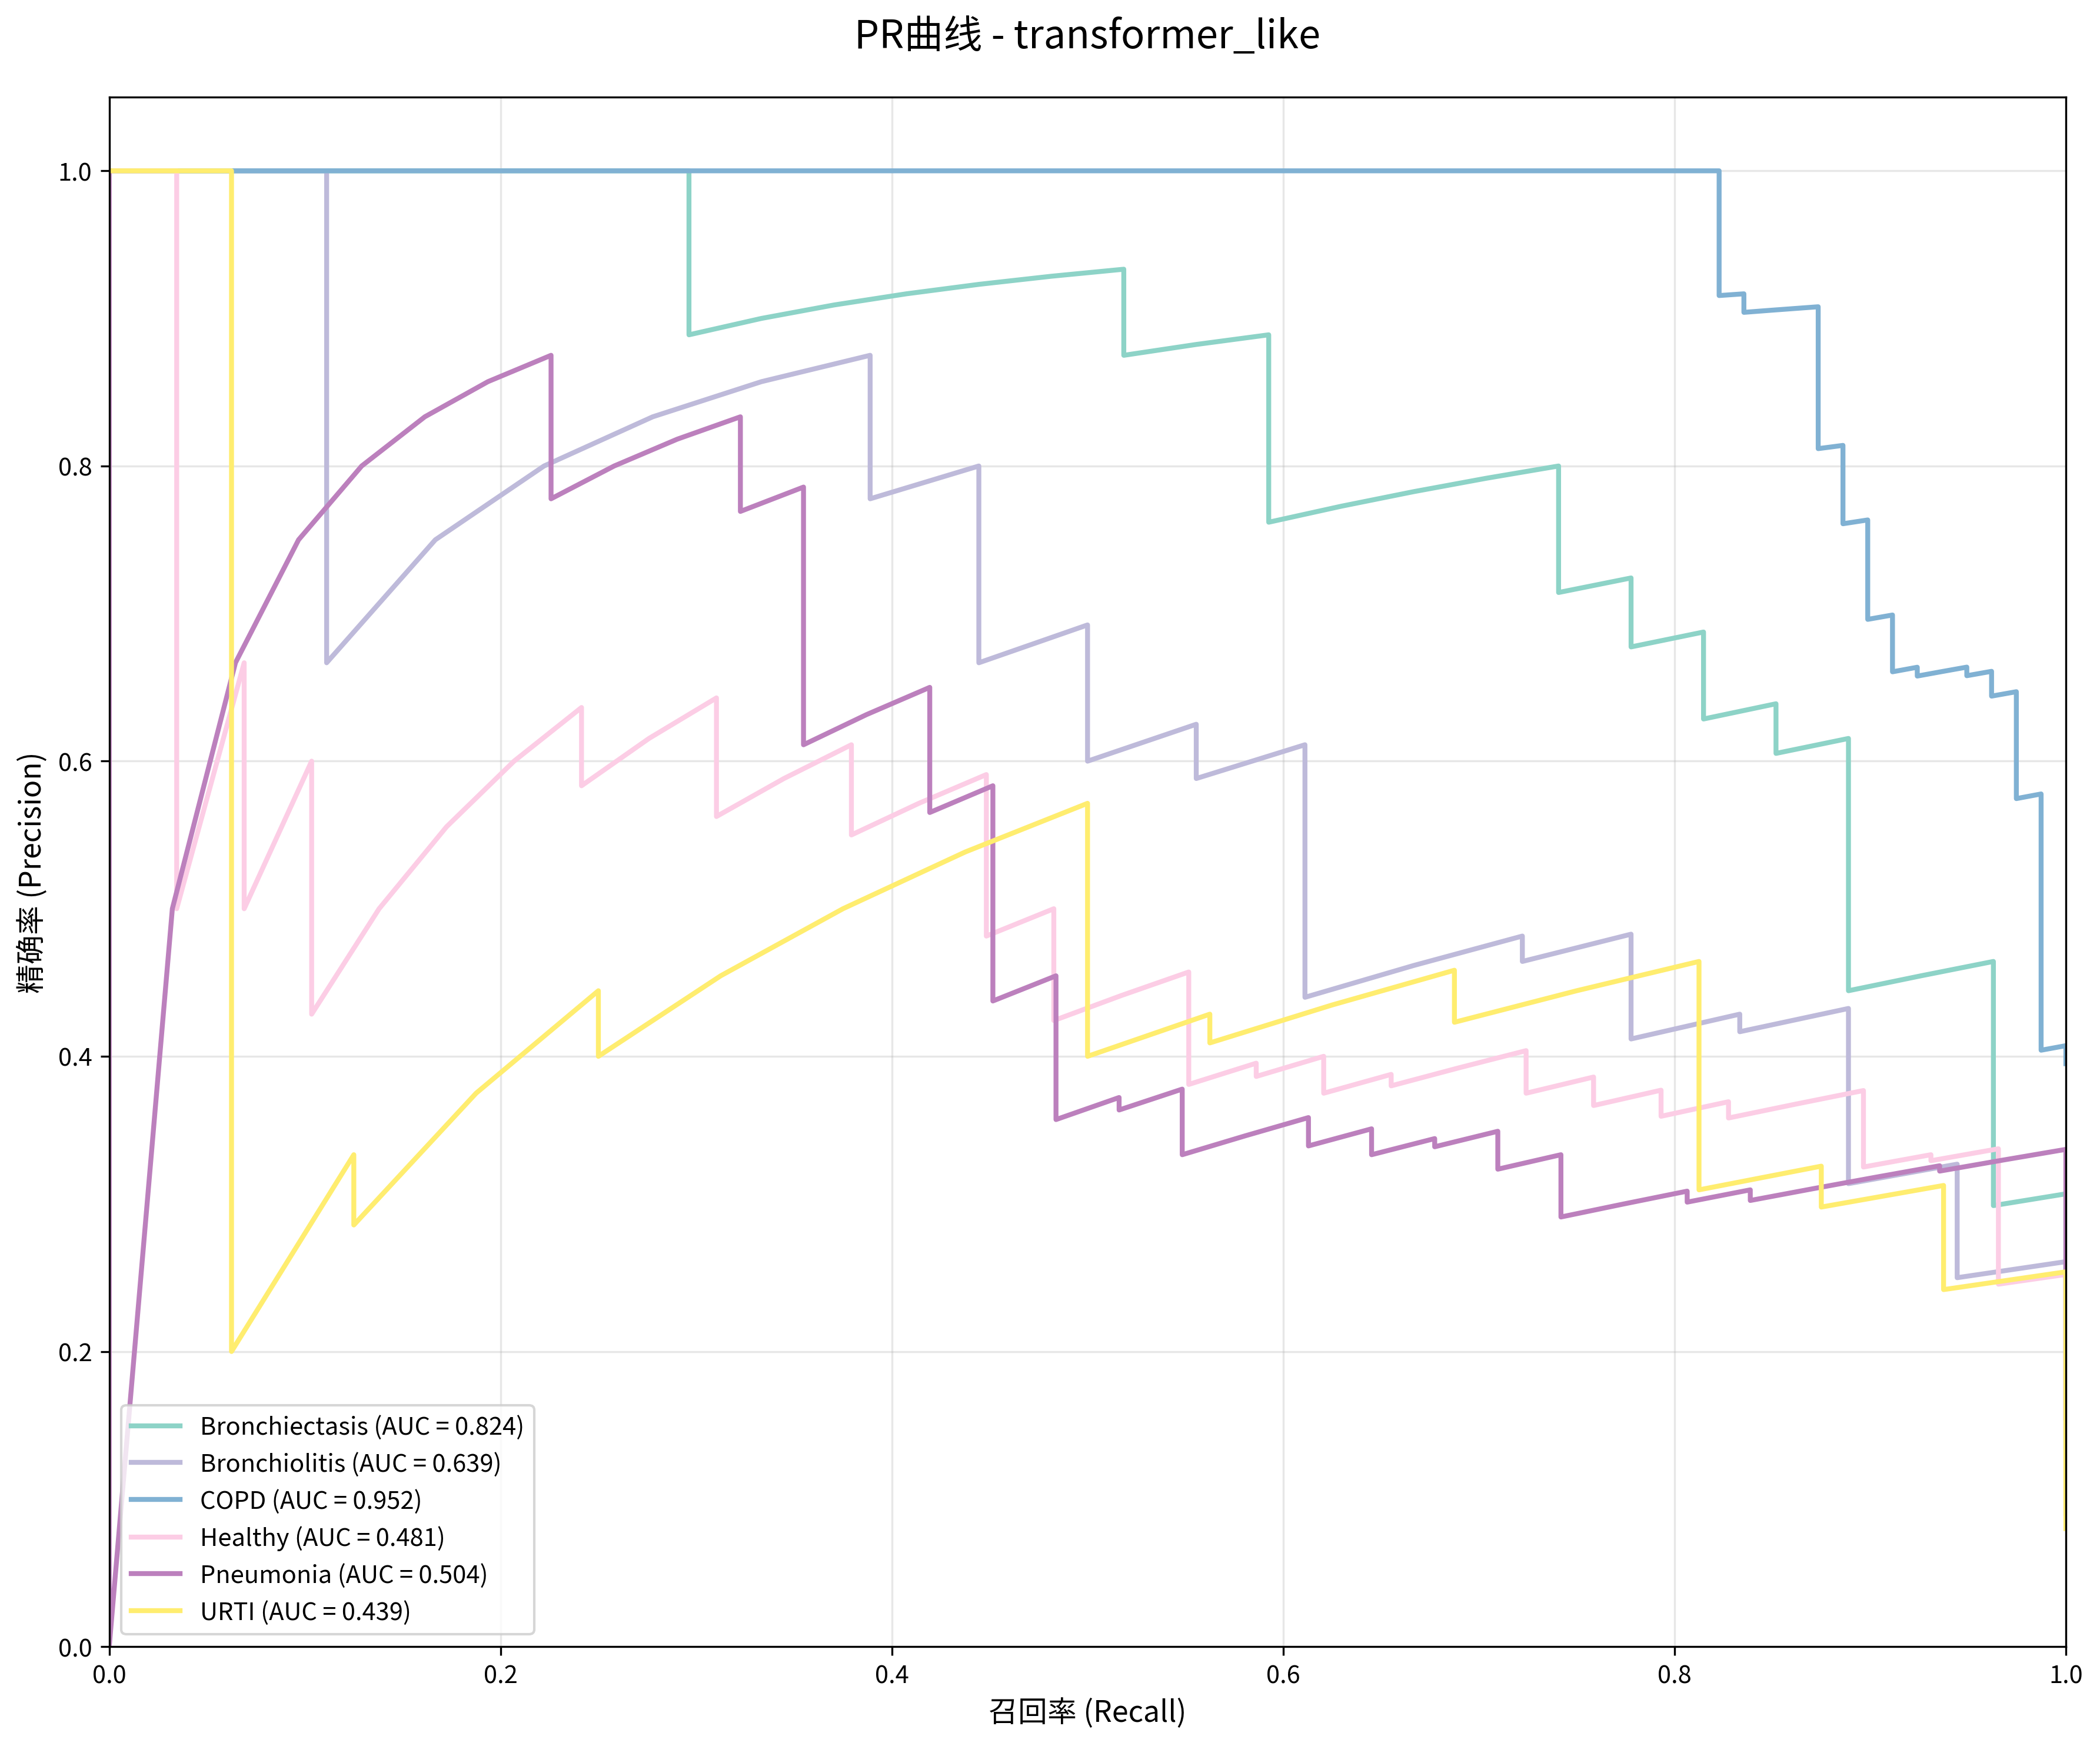 PR曲线 - transformer_like
精确率 (Precision)
1.0
0.8
0.6
0.4
0.2
0.0
Bronchiectasis (AUC = 0.824)
Bronchiolitis (AUC = 0.639)
COPD (AUC = 0.952)
Healthy (AUC = 0.481)
Pneumonia (AUC = 0.504)
URTI (AUC = 0.439)
0.0 0.2 0.4 0.6 0.8 1.0
召回率 (Recall)